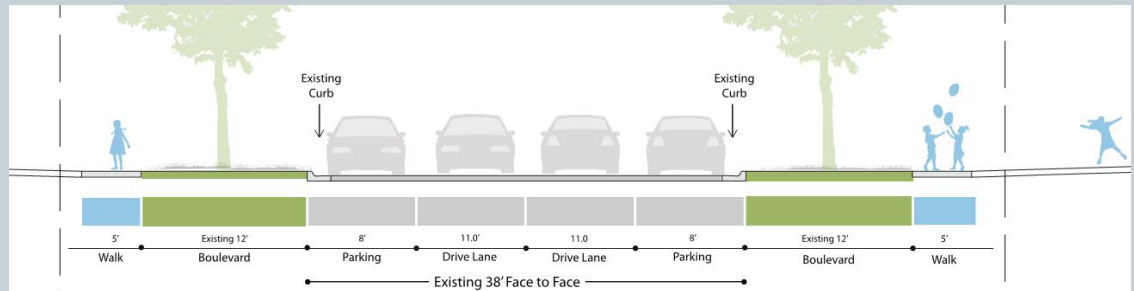 Existing
Curb
Existing
Curb
5' Existing 12' 8' 11.0' 11.0 8' Existing 12' 5'
Walk Boulevard Parking Drive Lane Drive Lane Parking Boulevard Walk
Existing 38' Face to Face